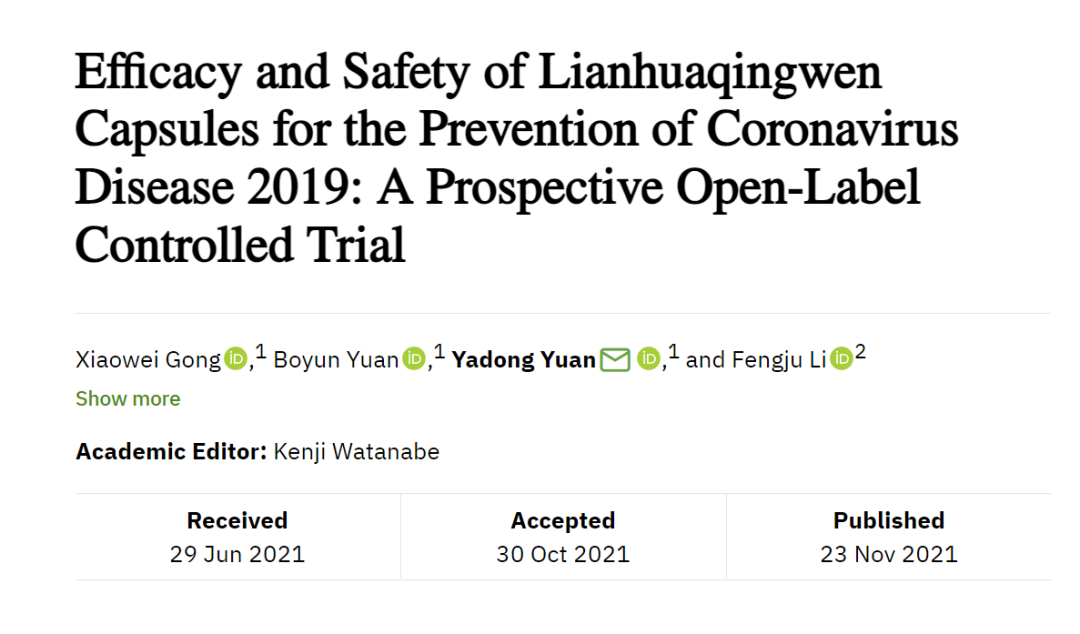 Efficacy and Safety of Lianhuaqingwen
Capsules for the Prevention of Coronavirus
Disease 2019: A Prospective Open-Label
Controlled Trial
Xiaowei Gong iD,1 Boyun Yuan iD,1 Yadong Yuan iD,1 and Fengju Li iD 2
Show more
Academic Editor: Kenji Watanabe
Received Accepted Published
29 Jun 2021 30 Oct 2021 23 Nov 2021